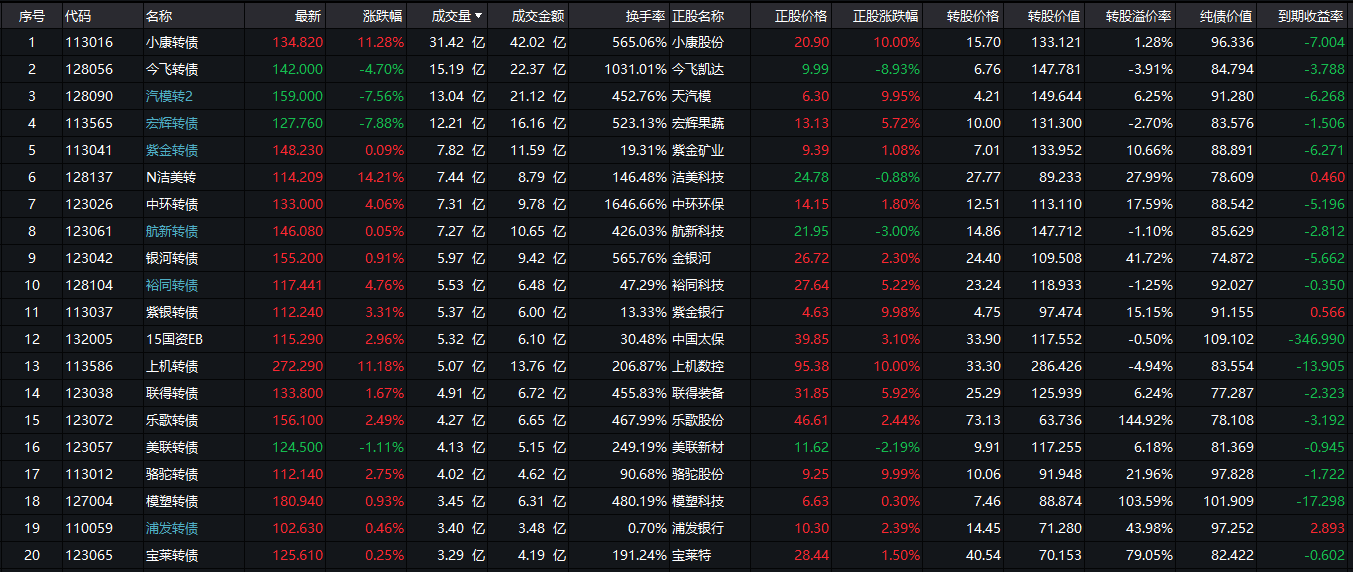 序号 代码 名称 最新 涨跌幅 成交量 成交金额 换手率 正股名称 正股价格 正股涨跌幅 转股价格 转股价值 转股溢价率 纯债价值 到期收益率
1 113016 小康转债 134.820 11.28% 31.42 亿 42.02 亿 565.06% 小康股份 20.90 10.00% 15.70 133.121 1.28% 96.336 -7.004
2 128056 今飞转债 142.000 -4.70% 15.19 亿 22.37 亿 1031.01% 今飞凯达 9.99 -8.93% 6.76 147.781 -3.91% 84.794 -3.788
3 128090 汽模转2 159.000 -7.56% 13.04 亿 21.12 亿 452.76% 天汽模 6.30 9.95% 4.21 149.644 6.25% 91.280 -6.268
4 113565 宏辉转债 127.760 -7.88% 12.21 亿 16.16 亿 523.13% 宏辉果蔬 13.13 5.72% 10.00 131.300 -2.70% 83.576 -1.506
5 113041 紫金转债 148.230 0.09% 7.82 亿 11.59 亿 19.31% 紫金矿业 9.39 1.08% 7.01 133.952 10.66% 88.891 -6.271
6 128137 N洁美转 114.209 14.21% 7.44 亿 8.79 亿 146.48% 洁美科技 24.78 -0.88% 27.77 89.233 27.99% 78.609 0.460
7 123026 中环转债 133.000 4.06% 7.31 亿 9.78 亿 1646.66% 中环环保 14.15 1.80% 12.51 113.110 17.59% 88.542 -5.196
8 123061 航新转债 146.080 0.05% 7.27 亿 10.65 亿 426.03% 航新科技 21.95 -3.00% 14.86 147.712 -1.10% 85.629 -2.812
9 123042 银河转债 155.200 0.91% 5.97 亿 9.42 亿 565.76% 金银河 26.72 2.30% 24.40 109.508 41.72% 74.872 -5.662
10 128104 裕同转债 117.441 4.76% 5.53 亿 6.48 亿 47.29% 裕同科技 27.64 5.22% 23.24 118.933 -1.25% 92.027 -0.350
11 113037 紫银转债 112.240 3.31% 5.37 亿 6.00 亿 13.33% 紫金银行 4.63 9.98% 4.75 97.474 15.15% 91.155 0.566
12 132005 15国资EB 115.290 2.96% 5.32 亿 6.10 亿 30.48% 中国太保 39.85 3.10% 33.90 117.552 -0.50% 109.102 -346.990
13 113586 上机转债 272.290 11.18% 5.07 亿 13.76 亿 206.87% 上机数控 95.38 10.00% 33.30 286.426 -4.94% 83.554 -13.905
14 123038 联得转债 133.800 1.67% 4.91 亿 6.72 亿 455.83% 联得装备 31.85 5.92% 25.29 125.939 6.24% 77.287 -2.323
15 123072 乐歌转债 156.100 2.49% 4.27 亿 6.65 亿 467.99% 乐歌股份 46.61 2.44% 73.13 63.736 144.92% 78.108 -3.192
16 123057 美联转债 124.500 -1.11% 4.13 亿 5.15 亿 249.19% 美联新材 11.62 -2.19% 9.91 117.255 6.18% 81.369 -0.945
17 113012 骆驼转债 112.140 2.75% 4.02 亿 4.62 亿 90.68% 骆驼股份 9.25 9.99% 10.06 91.948 21.96% 97.828 -1.722
18 127004 模塑转债 180.940 0.93% 3.45 亿 6.31 亿 480.19% 模塑科技 6.63 0.30% 7.46 88.874 103.59% 101.909 -17.298
19 110059 浦发转债 102.630 0.46% 3.40 亿 3.48 亿 0.70% 浦发银行 10.30 2.39% 14.45 71.280 43.98% 97.252 2.893
20 123065 宝莱转债 125.610 0.25% 3.29 亿 4.19 亿 191.24% 宝莱特 28.44 1.50% 40.54 70.153 79.05% 82.422 -0.602